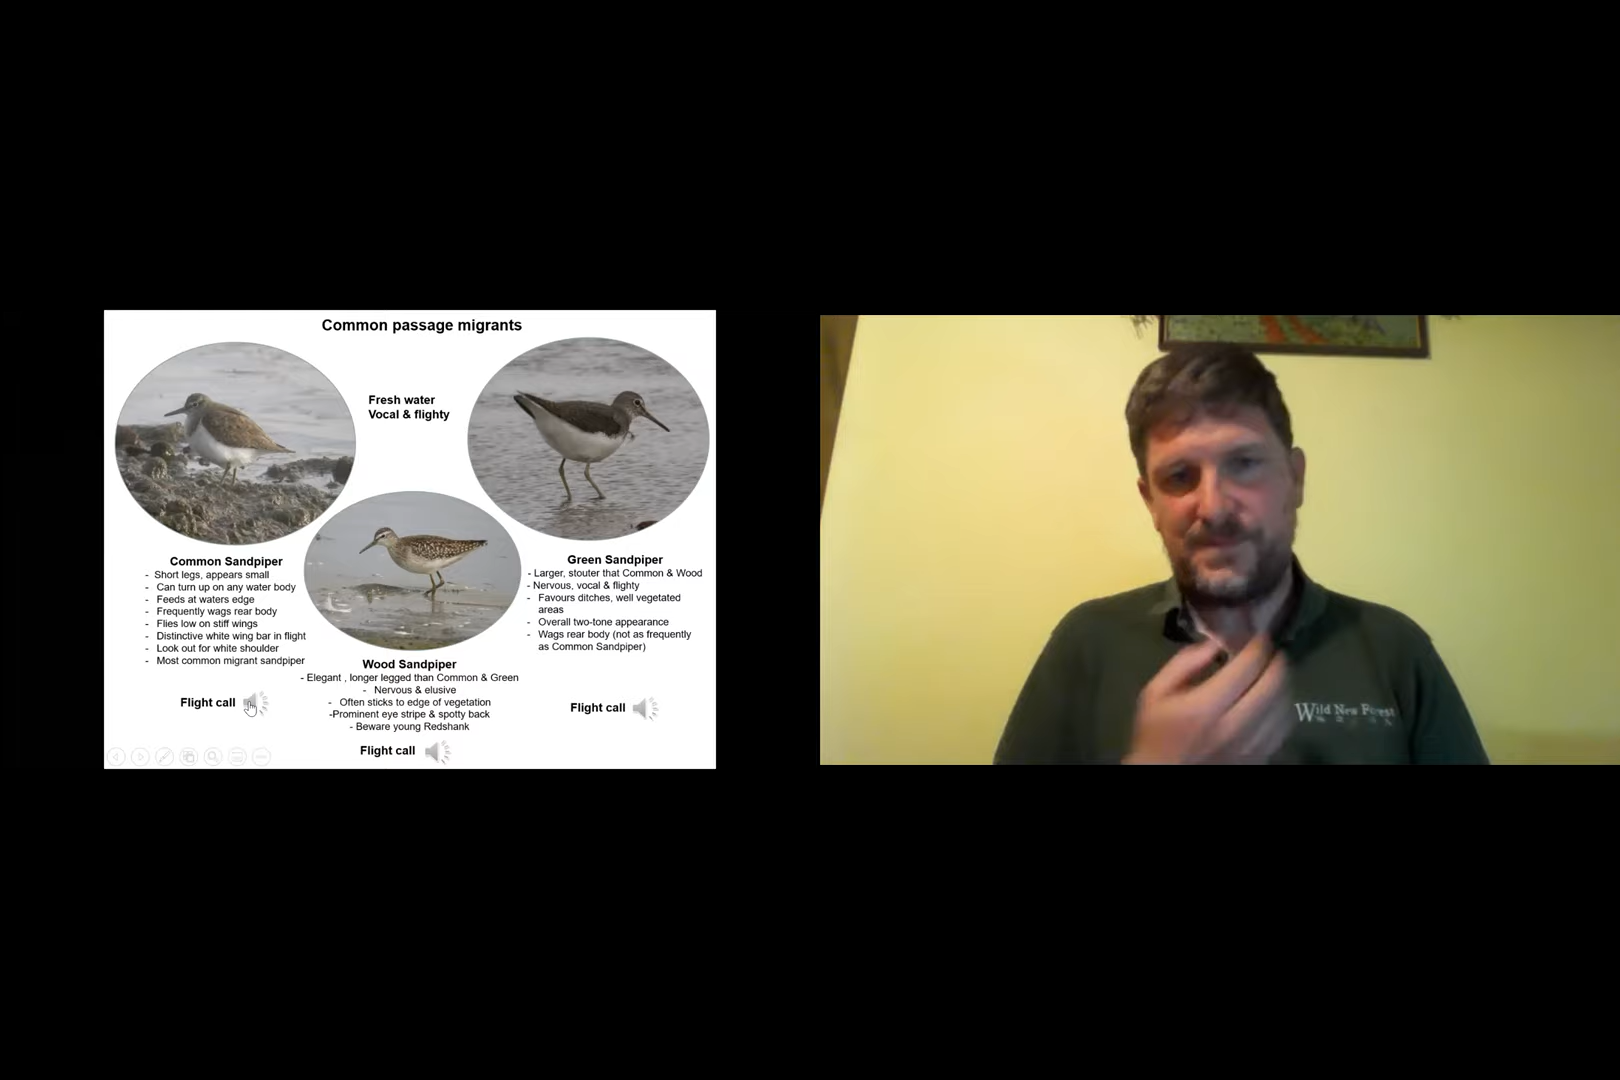 Common passage migrants
Fresh water
Vocal & flighty
Common Sandpiper
- Short legs, appears small
- Can turn up on any water body
- Feeds at waters edge
- Frequently wags rear body
- Flies low on stiff wings
- Distinctive white wing bar in flight
- Look out for white shoulder
- Most common migrant sandpiper
Flight call
Wood Sandpiper
- Elegant , longer legged than Common & Green
- Nervous & elusive
- Often sticks to edge of vegetation
-Prominent eye stripe & spotty back
- Beware young Redshank
Flight call
Green Sandpiper
- Larger, stouter that Common & Wood
- Nervous, vocal & flighty
- Favours ditches, well vegetated
areas
- Overall two-tone appearance
- Wags rear body (not as frequently
as Common Sandpiper)
Flight call
Wild New Forest